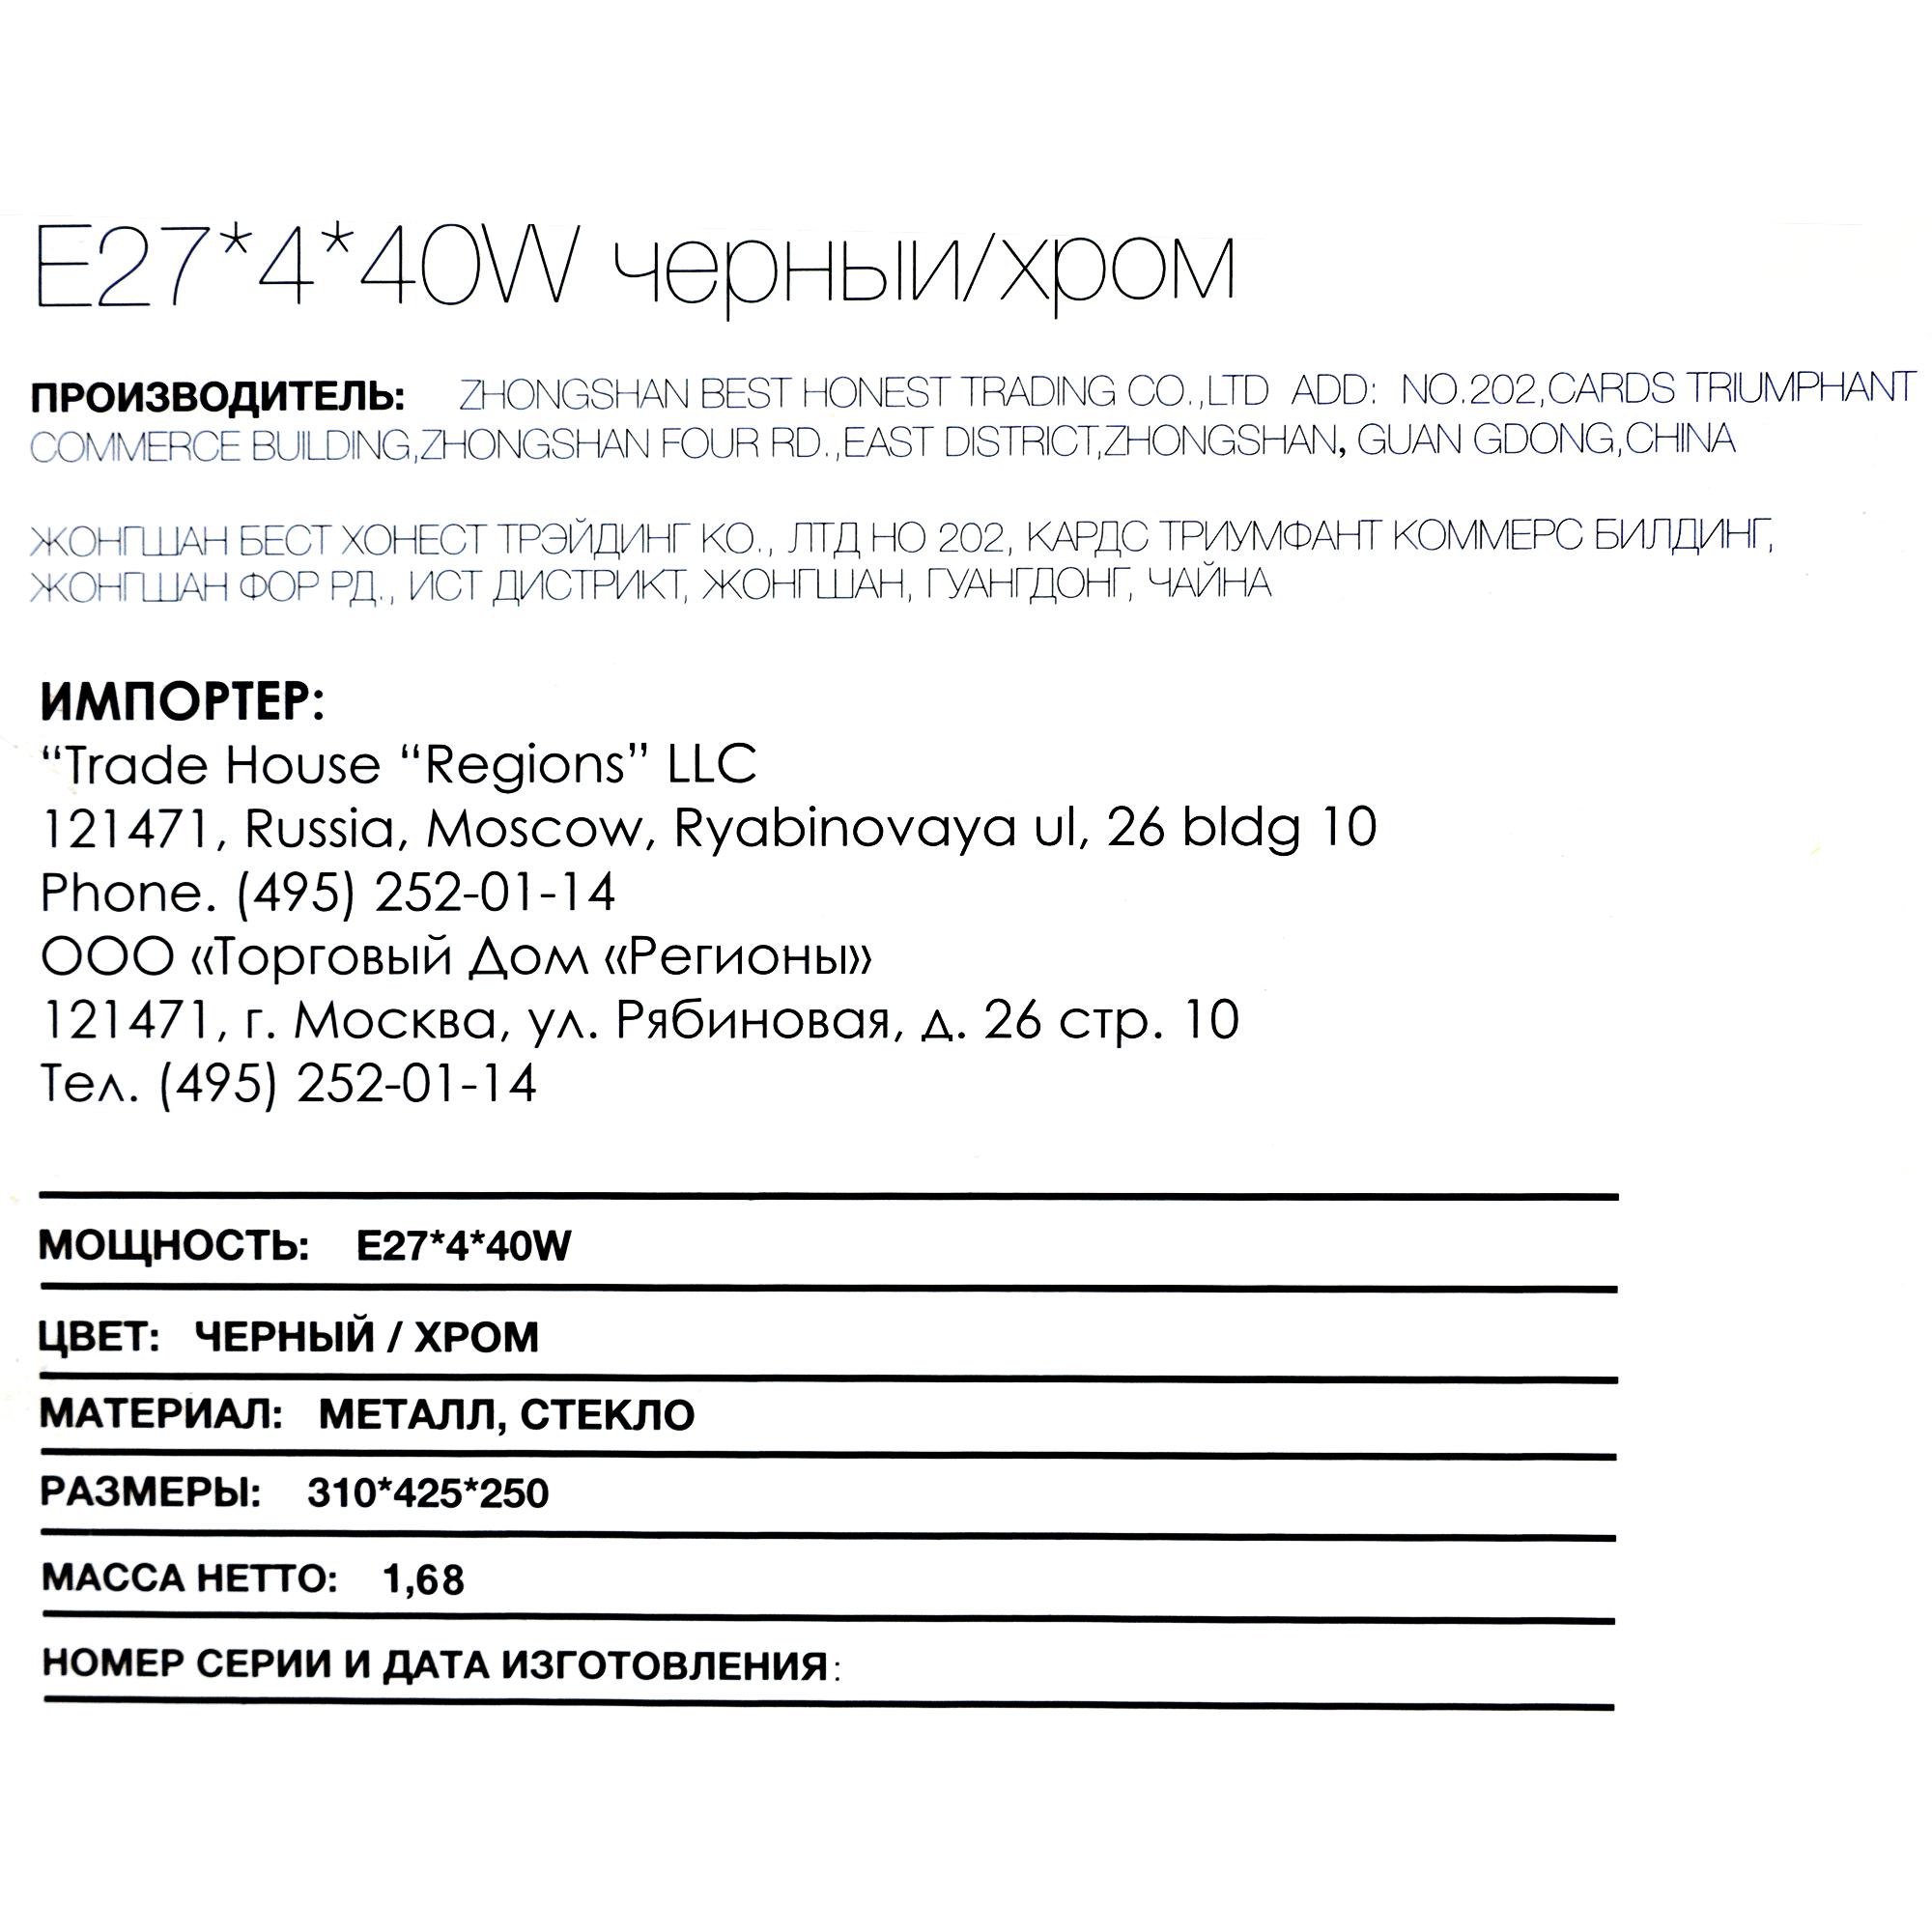 E27*4*40W черныи/хром
ПРОИЗВОДИТЕЛЬ: ZHONGSHAN BEST HONEST TRADING CO.,LTD ADD: NO.202,CARDS TRIUMPHANT
COMMERCE BUILDING,ZHONGSHAN FOUR RD.,EAST DISTRICT,ZHONGSHAN, GUAN GDONG,CHINA
ЖОНГШАН БЕСТ ХОНЕСТ ТРЭЙДИНГ КО., ЛТД НО 202, КАРДС ТРИУМФАНТ КОММЕРС БИЛДИНГ,
ЖОНГШАН ФОР РД., ИСТ ДИСТРИКТ, ЖОНГШАН, ГУАНГДОНГ, ЧАЙНА
ИМПОРТЕР:
“Trade House “Regions” LLC
121471, Russia, Moscow, Ryabinovaya ul, 26 bldg 10
Phone. (495) 252-01-14
ООО «Торговый Дом «Регионы»
121471, г. Москва, ул. Рябиновая, д. 26 стр. 10
Тел. (495) 252-01-14
МОЩНОСТЬ: E27*4*40W
ЦВЕТ: ЧЕРНЫЙ / ХРОМ
МАТЕРИАЛ: МЕТАЛЛ, СТЕКЛО
РАЗМЕРЫ: 310*425*250
МАССА НЕТТО: 1,68
НОМЕР СЕРИИ И ДАТА ИЗГОТОВЛЕНИЯ: